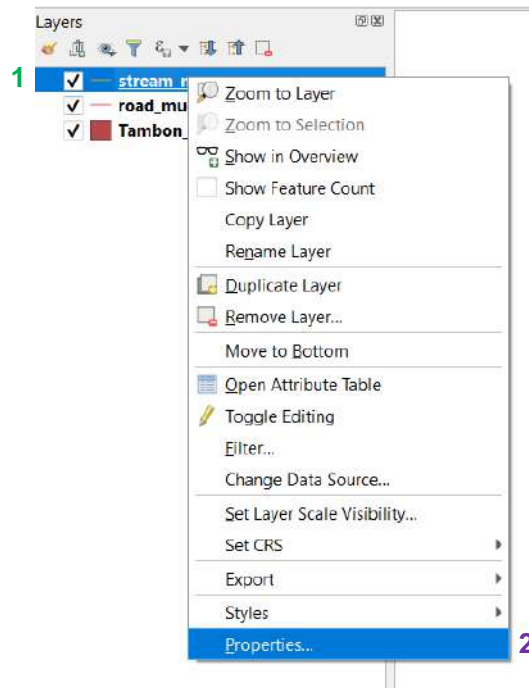 Layers
1
stream
Zoom to Layer
road_mu
Zoom to Selection
Tambon_
Show in Overview
Show Feature Count
Copy Layer
Rename Layer
Duplicate Layer
Remove Layer...
Move to Bottom
Open Attribute Table
Toggle Editing
Filter...
Change Data Source...
Set Layer Scale Visibility...
Set CRS
Export
Styles
Properties...
2